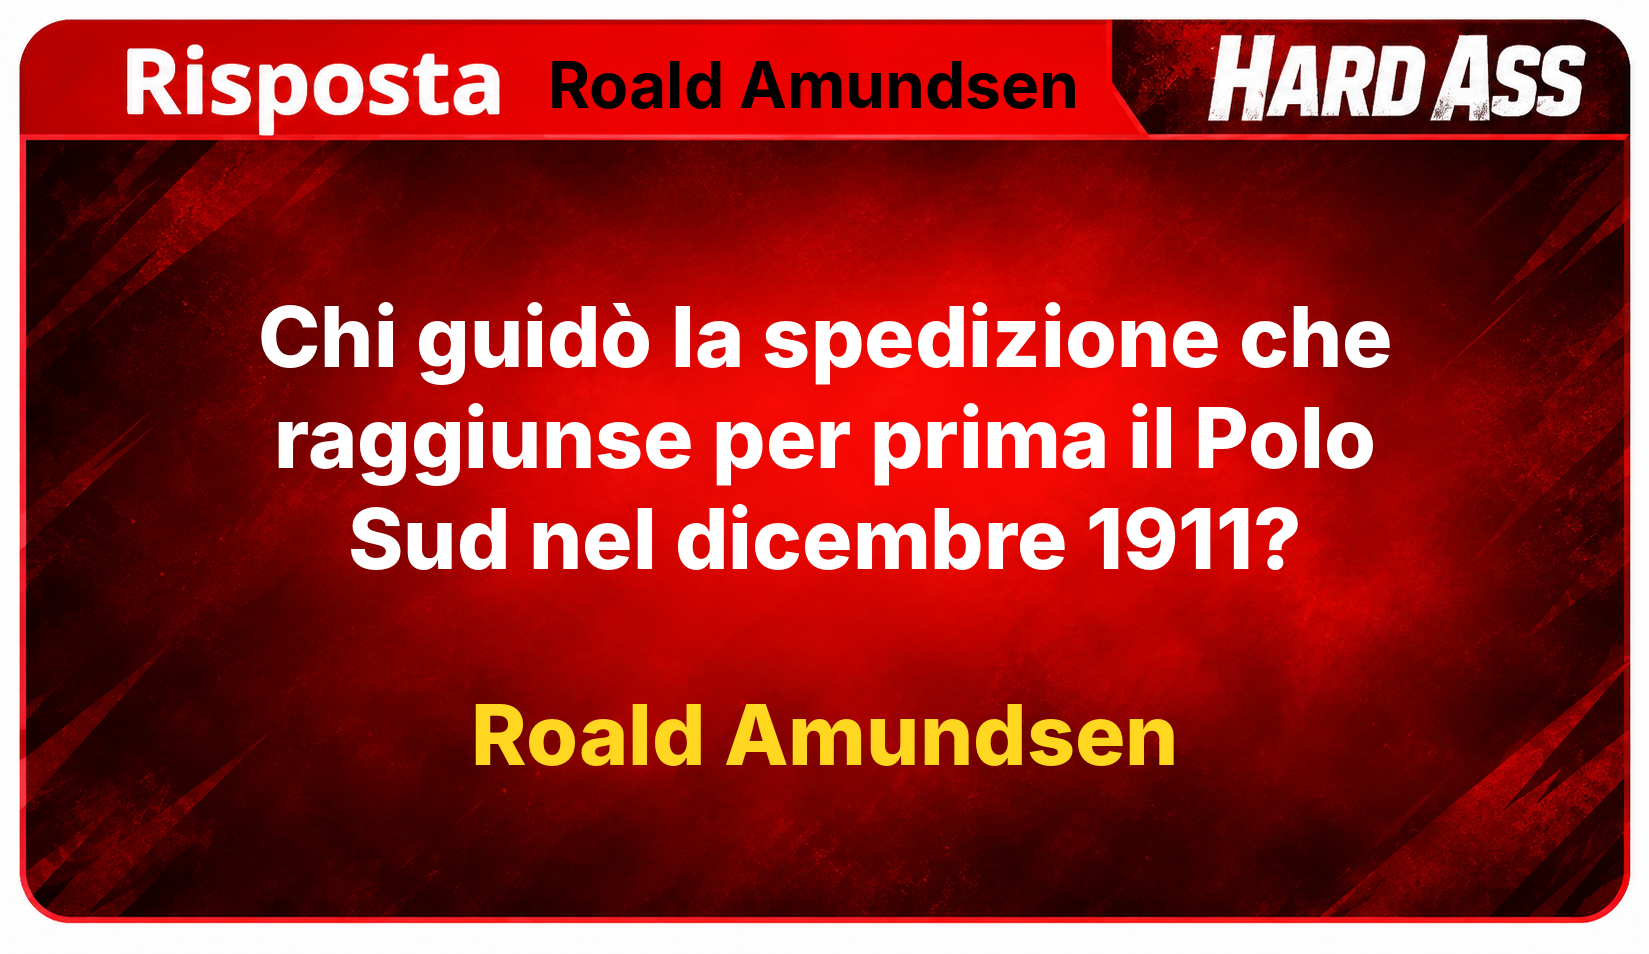 Risposta Roald Amundsen HARD ASS
Chi guidò la spedizione che
raggiunse per prima il Polo
Sud nel dicembre 1911?
Roald Amundsen